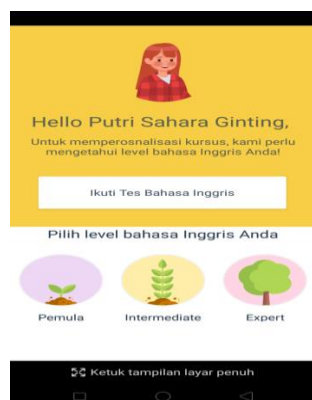 Hello Putri Sahara Ginting,
Untuk memperosnalisasi kursus, kami perlu
mengetahui level bahasa Inggris Anda!
Ikuti Tes Bahasa Inggris
Pilih level bahasa Inggris Anda
Pemula
Intermediate
Expert
Ketuk tampilan layar penuh